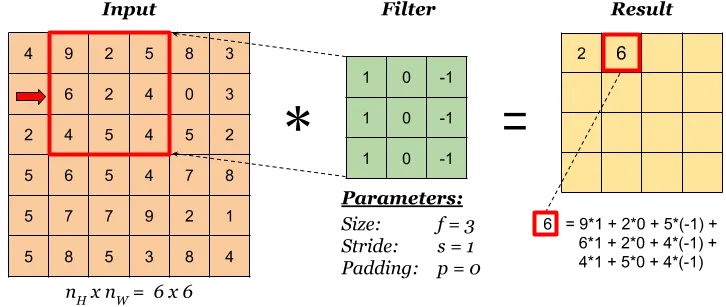 Input Filter Result
4 9 2 5 8 3
6 2 4 0 3
2 4 5 4 5 2
5 6 5 4 7 8
5 7 7 9 2 1
5 8 5 3 8 4
n_H x n_W = 6 x 6
*
1 0 -1
1 0 -1
1 0 -1
Parameters:
Size: f = 3
Stride: s = 1
Padding: p = 0
=
2 6
6 = 9*1 + 2*0 + 5*(-1) +
6*1 + 2*0 + 4*(-1) +
4*1 + 5*0 + 4*(-1)